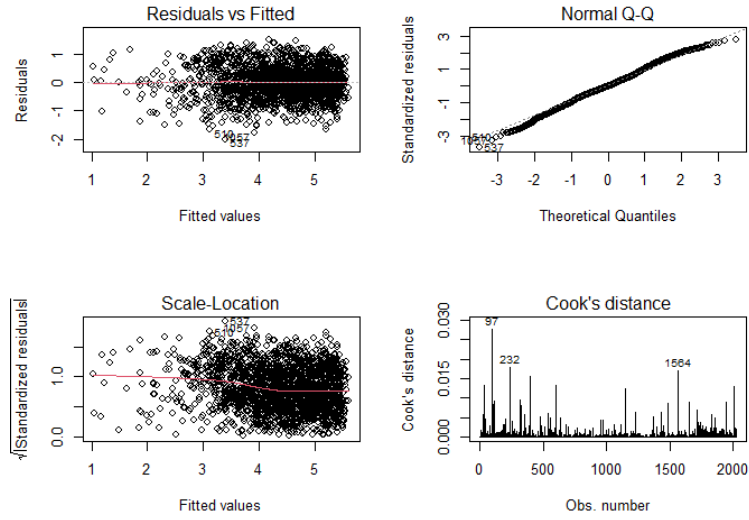 Residuals vs Fitted
Residuals
1
0
-1
-2
510
1057
537
1 2 3 4 5
Fitted values
Normal Q-Q
Standardized residuals
3
1
-1
-3
510
1057
537
-3 -2 -1 0 1 2 3
Theoretical Quantiles
Scale-Location
√|Standardized residuals|
1.0
0.0
537
1057
510
1 2 3 4 5
Fitted values
Cook's distance
Cook's distance
0.030
0.015
0.000
97
232
1564
0 500 1000 1500 2000
Obs. number